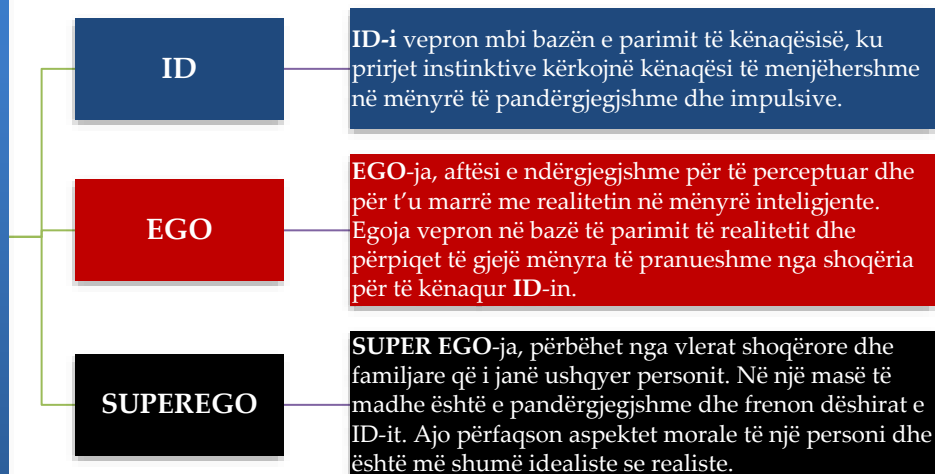 ID
ID-i vepron mbi bazën e parimit të kënaqësisë, ku
prirjet instinktive kërkojnë kënaqësi të menjëhershme
në mënyrë të pandërgjegjshme dhe impulsive.
EGO
EGO-ja, aftësi e ndërgjegjshme për të perceptuar dhe
për t’u marrë me realitetin në mënyrë inteligjente.
Egoja vepron në bazë të parimit të realitetit dhe
përpiqet të gjejë mënyra të pranueshme nga shoqëria
për të kënaqur ID-in.
SUPEREGO
SUPER EGO-ja, përbëhet nga vlerat shoqërore dhe
familjare që i janë ushqyer personit. Në një masë të
madhe është e pandërgjegjshme dhe frenon dëshirat e
ID-it. Ajo përfaqson aspektet morale të një personi dhe
është më shumë idealiste se realiste.